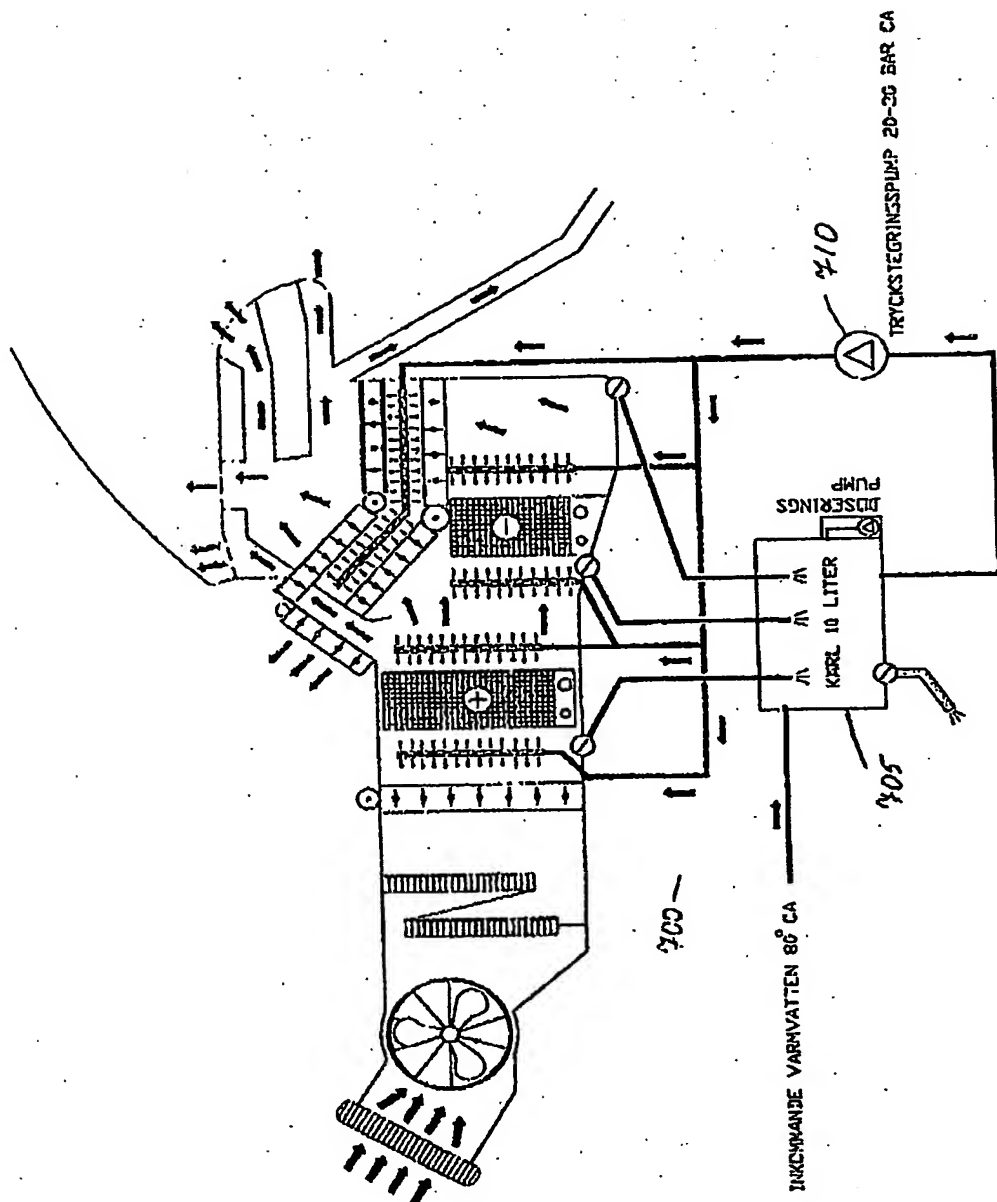 INKOMMANDE VARMVATTEN 80° CA
700
705
KARL 10 LITER
DOSERINGS
PUMP
710
TRYCKSTEGRINGSPUMP 20-30 BAR CA
+
-